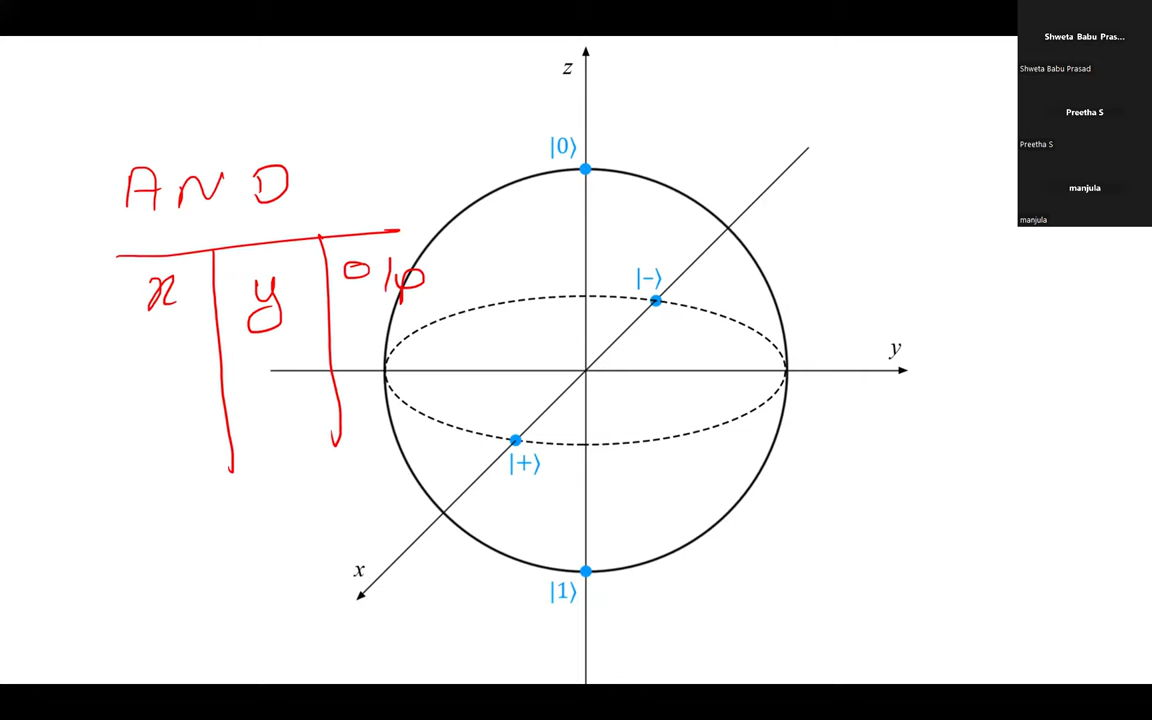 Shweta Babu Pras...
Shweta Babu Prasad
z
Preetha S
|0⟩
Preetha S
AND
manjula
manjula
x y o/p
|−⟩
y
|+⟩
x
|1⟩